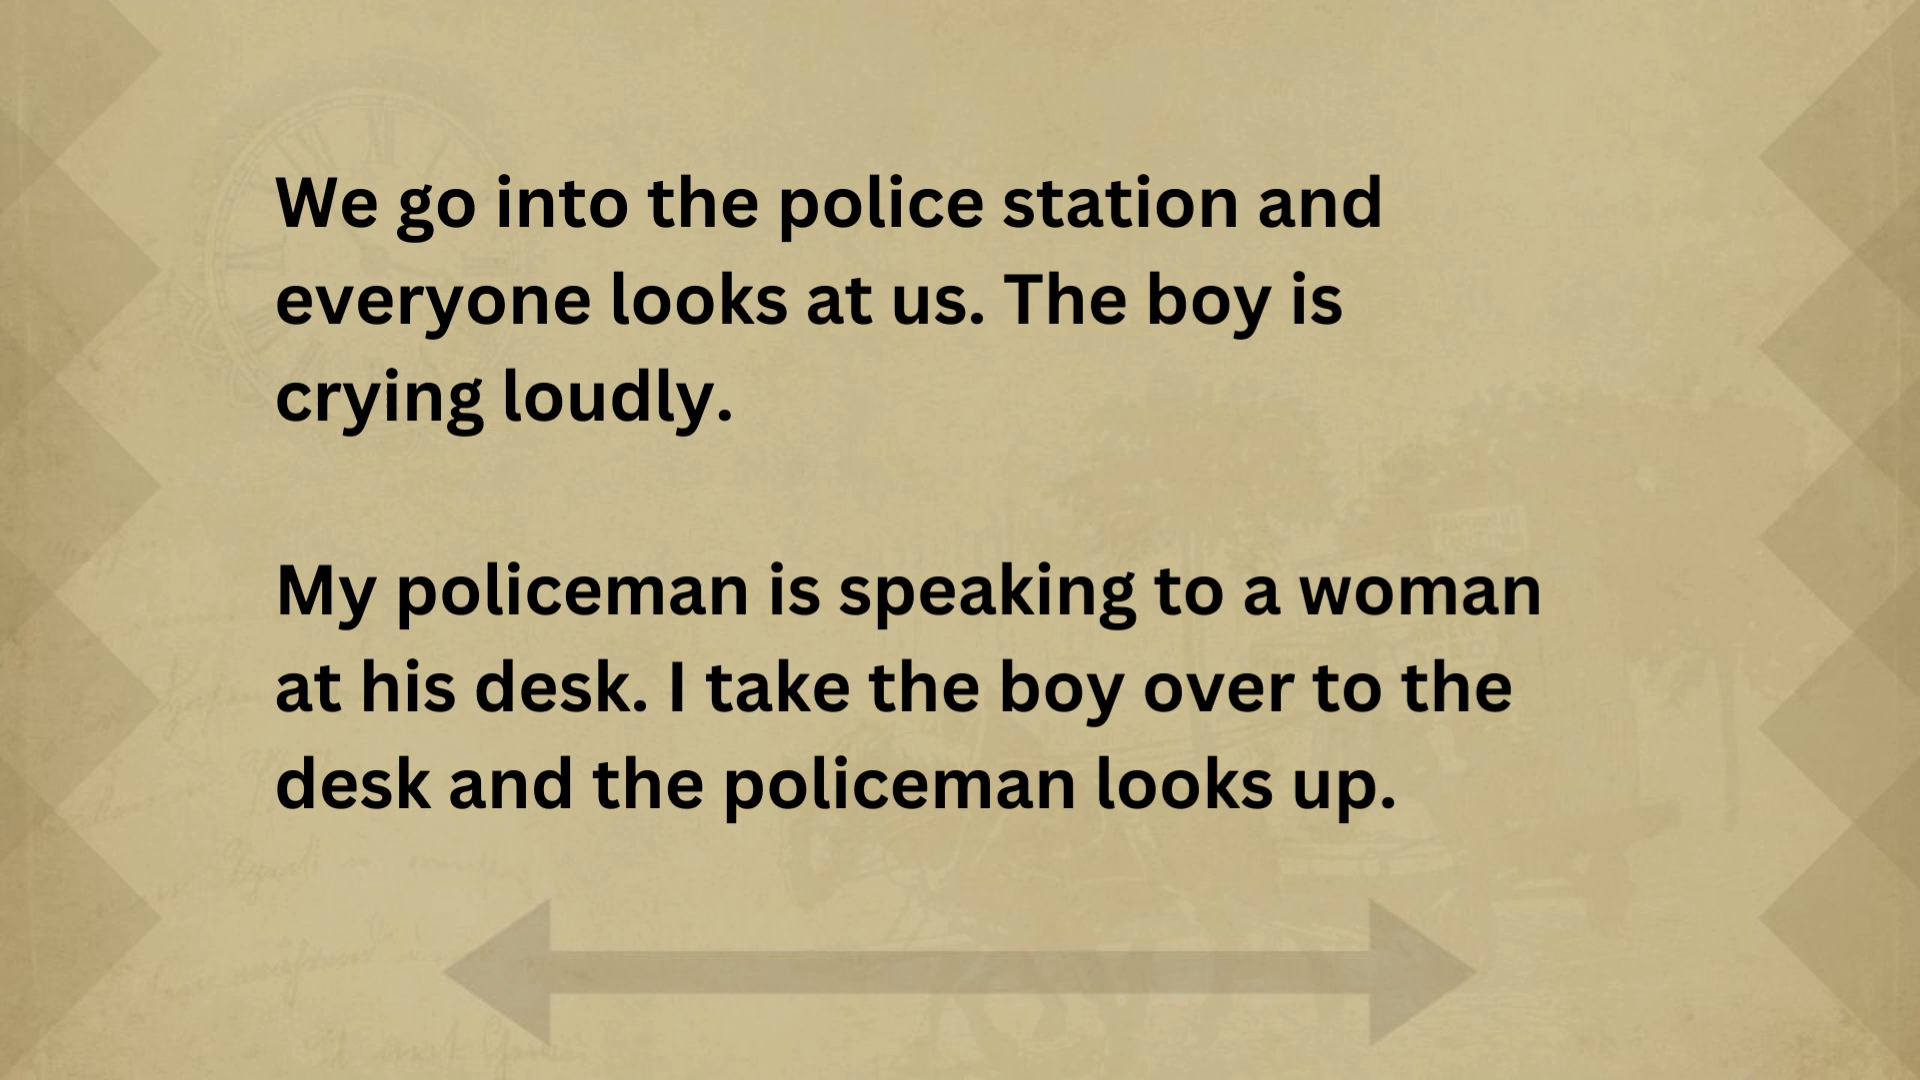 We go into the police station and
everyone looks at us. The boy is
crying loudly.
My policeman is speaking to a woman
at his desk. I take the boy over to the
desk and the policeman looks up.